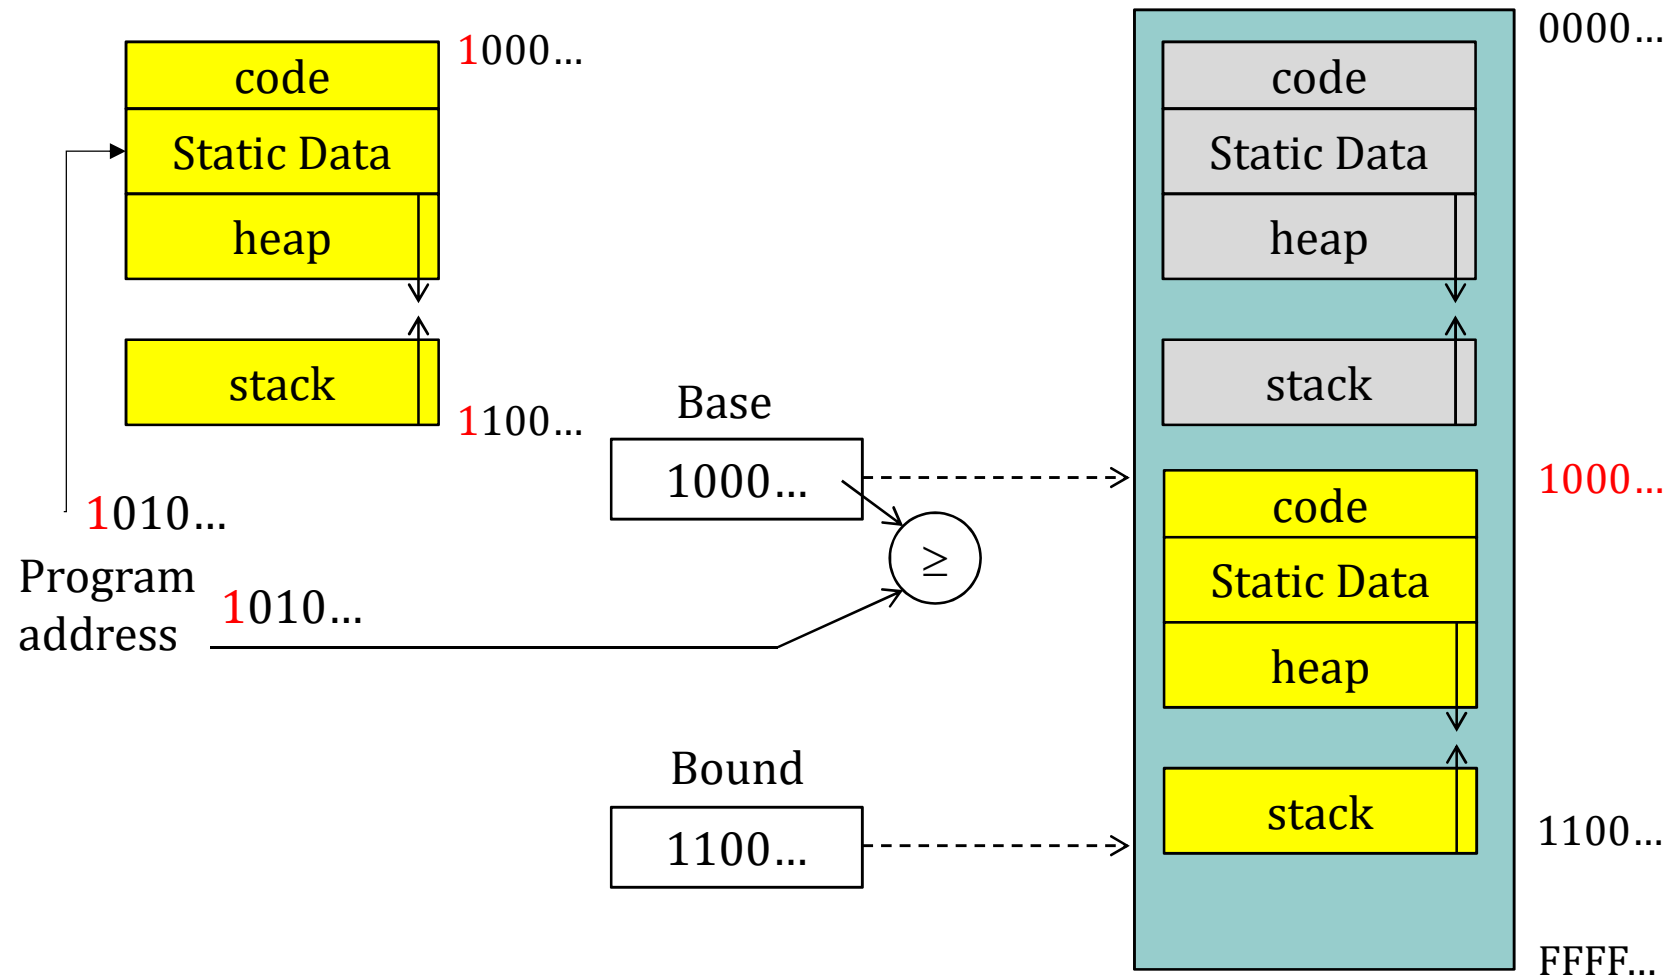 code
Static Data
heap
stack
1000…
1100…
1010…
Program
address
1010…
Base
1000…
≥
Bound
1100…
code
Static Data
heap
stack
code
Static Data
heap
stack
0000…
1000…
1100…
FFFF…